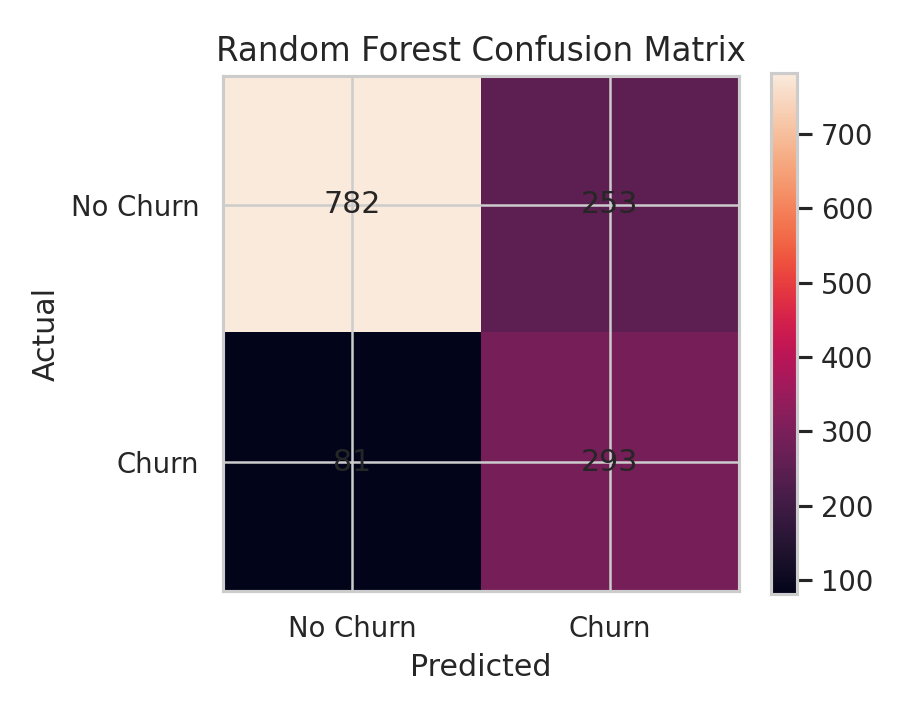 Random Forest Confusion Matrix
Actual
No Churn
Churn
782
253
81
293
No Churn
Churn
Predicted
700
600
500
400
300
200
100